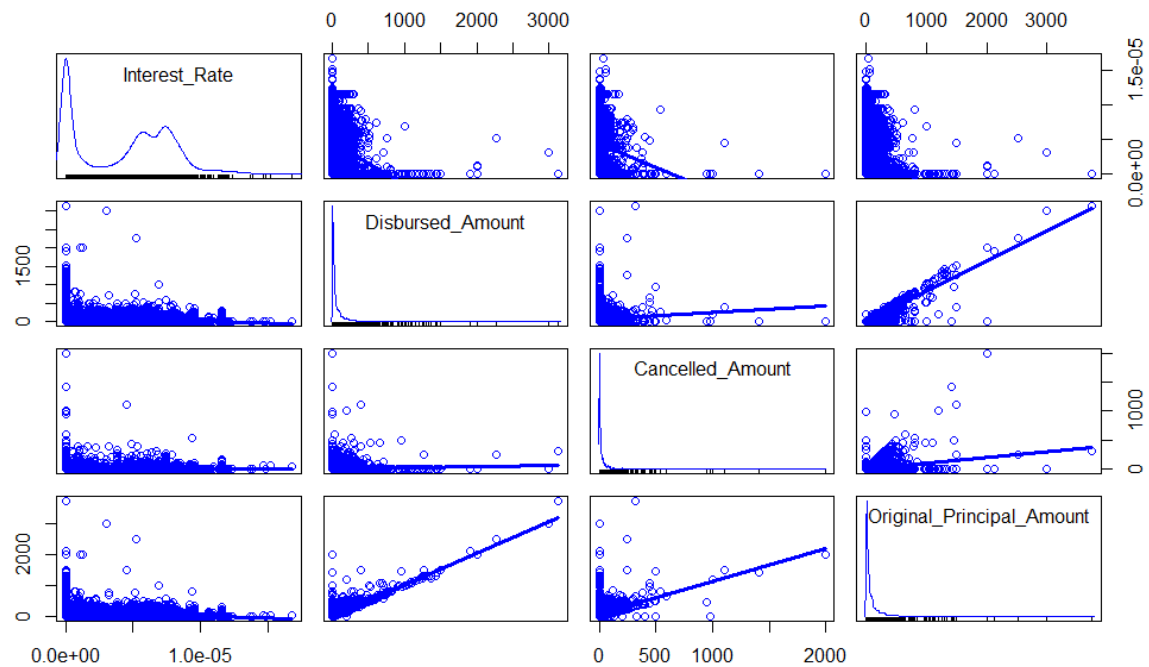 0 1000 2000 3000
0 1000 2000 3000
Interest_Rate
0.0e+00 1.5e-05
Disbursed_Amount
0 1500
Cancelled_Amount
0 1000
Original_Principal_Amount
0 2000
0.0e+00 1.0e-05
0 500 1000 2000